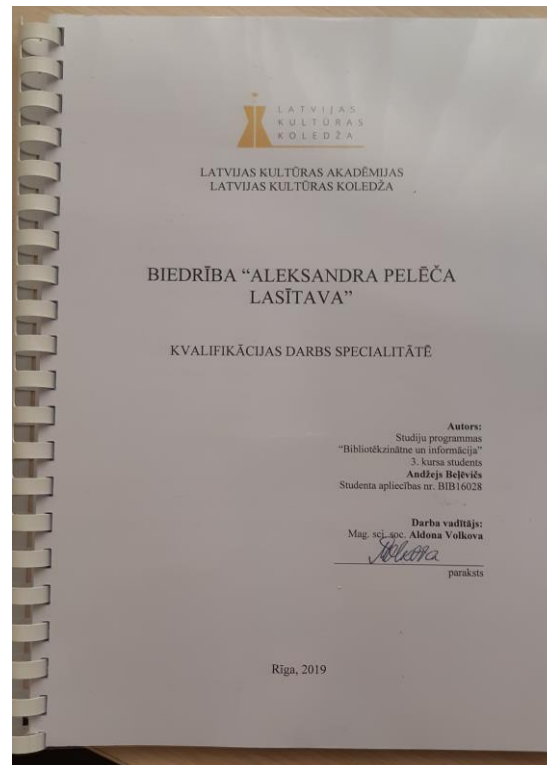 LATVIJAS
KULTŪRAS
KOLEDŽA
LATVIJAS KULTŪRAS AKADĒMIJAS
LATVIJAS KULTŪRAS KOLEDŽA
BIEDRĪBA “ALEKSANDRA PELĒČA
LASĪTAVA”
KVALIFIKĀCIJAS DARBS SPECIALITĀTĒ
Autors:
Studiju programmas
“Bibliotēkzinātne un informācija”
3. kursa students
Andžejs Beļēvičs
Studenta apliecības nr. BIB16028
Darba vadītājs:
Mag. sci. soc. Aldona Volkova
Volkova
paraksts
Rīga, 2019